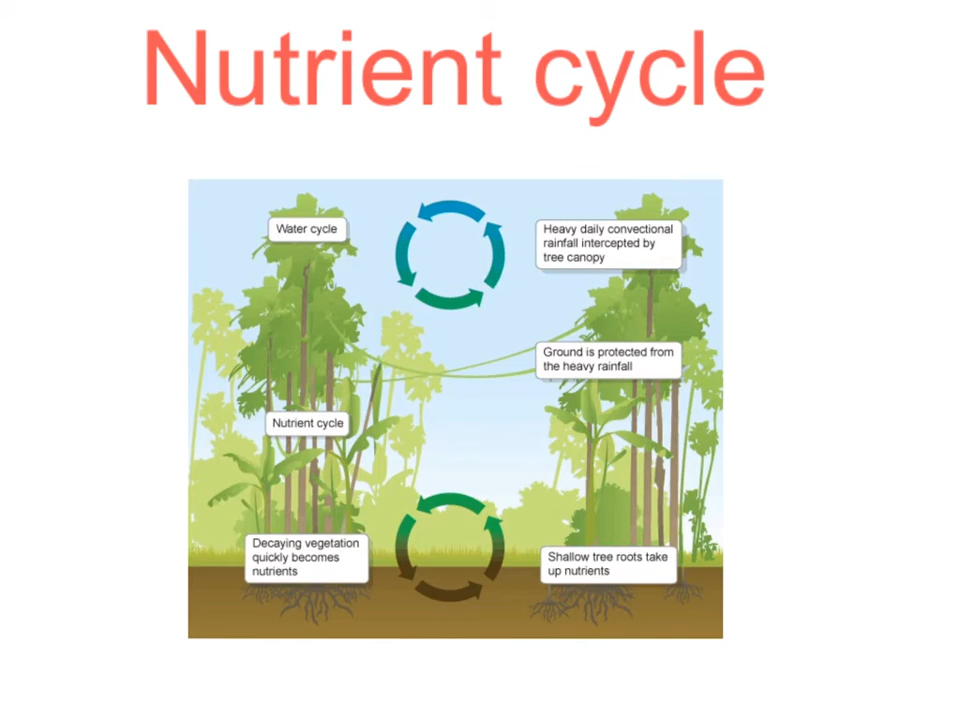 Nutrient cycle
Water cycle
Heavy daily convectional
rainfall intercepted by
tree canopy
Ground is protected from
the heavy rainfall
Nutrient cycle
Decaying vegetation
quickly becomes
nutrients
Shallow tree roots take
up nutrients